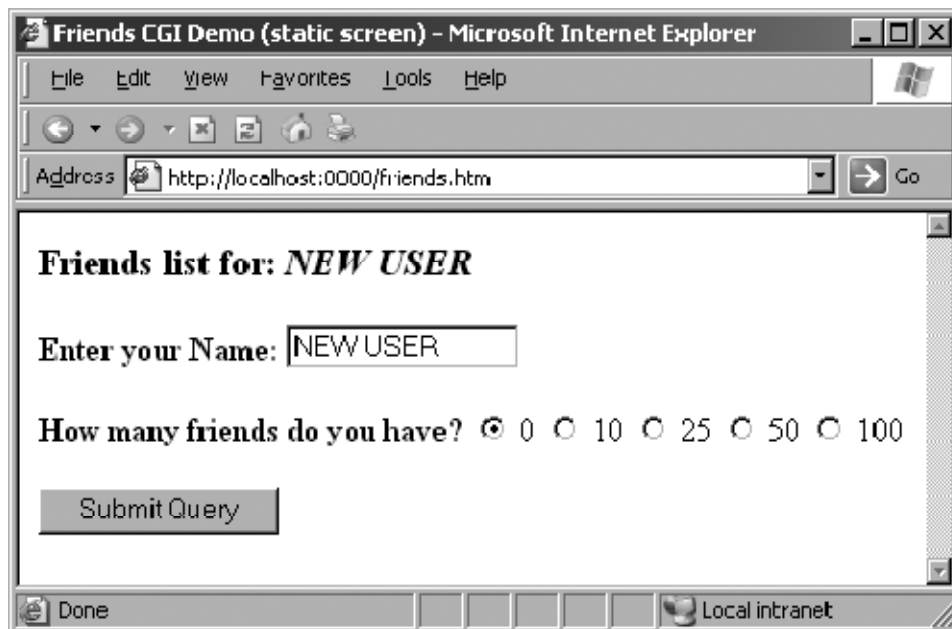 Friends CGI Demo (static screen) - Microsoft Internet Explorer
File Edit View Favorites Tools Help
Address http://localhost:0000/friends.htm Go
Friends list for: NEW USER
Enter your Name: NEW USER
How many friends do you have? 0 10 25 50 100
Submit Query
Done Local intranet